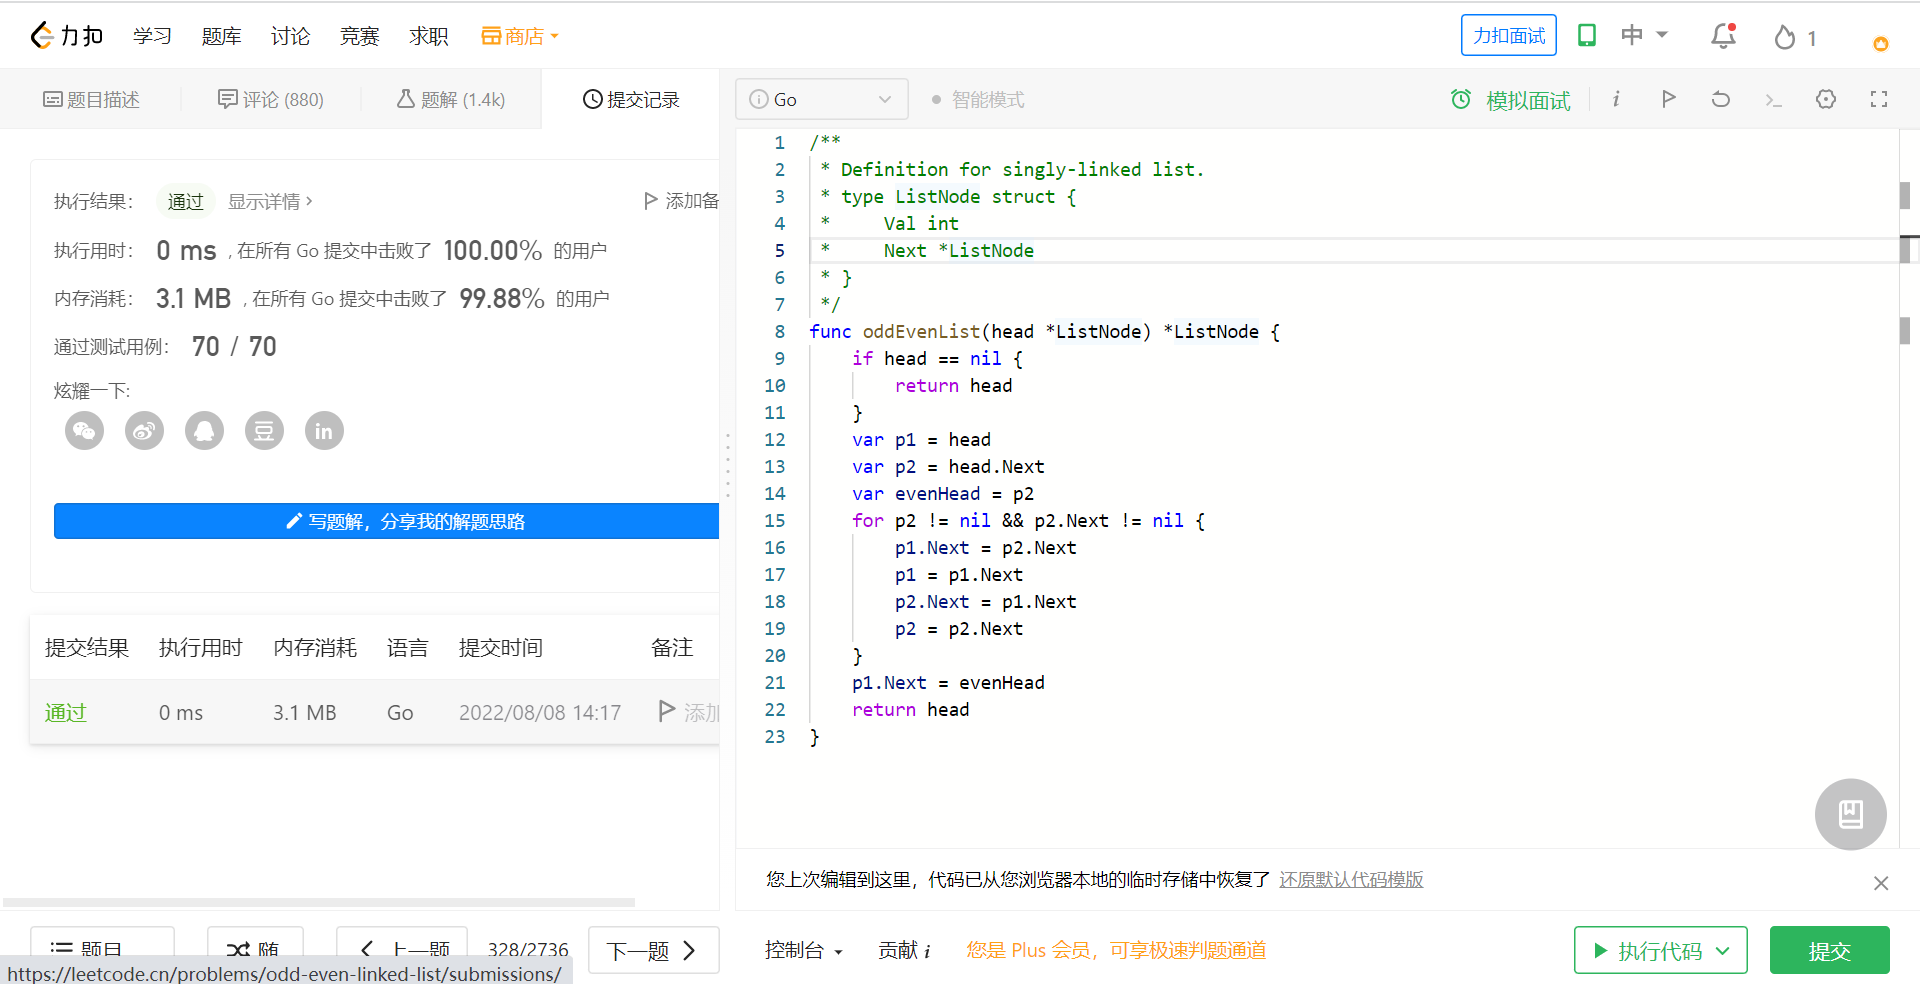 力扣 学习 题库 讨论 竞赛 求职 商店 力扣面试 中 1
题目描述 评论 (880) 题解 (1.4k) 提交记录
执行结果： 通过 显示详情 › 添加备
执行用时： 0 ms , 在所有 Go 提交中击败了 100.00% 的用户
内存消耗： 3.1 MB , 在所有 Go 提交中击败了 99.88% 的用户
通过测试用例： 70 / 70
炫耀一下:
豆 in
写题解，分享我的解题思路
提交结果 执行用时 内存消耗 语言 提交时间 备注
通过 0 ms 3.1 MB Go 2022/08/08 14:17 添加
题目 随 上一题 328/2736 下一题
https://leetcode.cn/problems/odd-even-linked-list/submissions/
Go 智能模式 模拟面试 i
1 /**
2 * Definition for singly-linked list.
3 * type ListNode struct {
4 *     Val int
5 *     Next *ListNode
6 * }
7 */
8 func oddEvenList(head *ListNode) *ListNode {
9     if head == nil {
10         return head
11     }
12     var p1 = head
13     var p2 = head.Next
14     var evenHead = p2
15     for p2 != nil && p2.Next != nil {
16         p1.Next = p2.Next
17         p1 = p1.Next
18         p2.Next = p1.Next
19         p2 = p2.Next
20     }
21     p1.Next = evenHead
22     return head
23 }
您上次编辑到这里，代码已从您浏览器本地的临时存储中恢复了 还原默认代码模版
控制台 贡献 i 您是 Plus 会员，可享极速判题通道 执行代码 提交